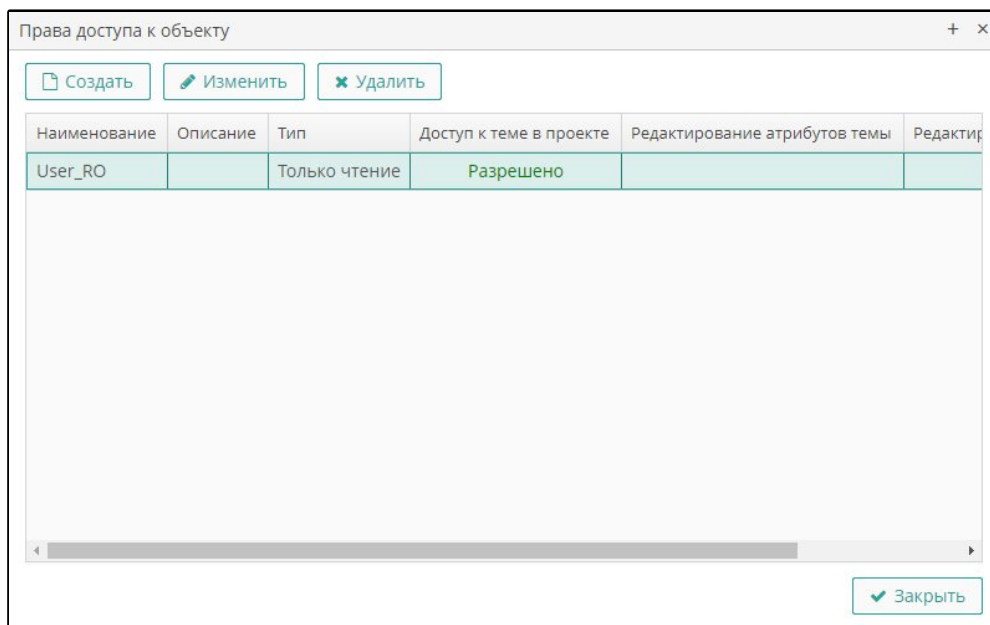 Права доступа к объекту
Создать Изменить Удалить
Наименование Описание Тип Доступ к теме в проекте Редактирование атрибутов темы Редактир
User_RO Только чтение Разрешено
Закрыть